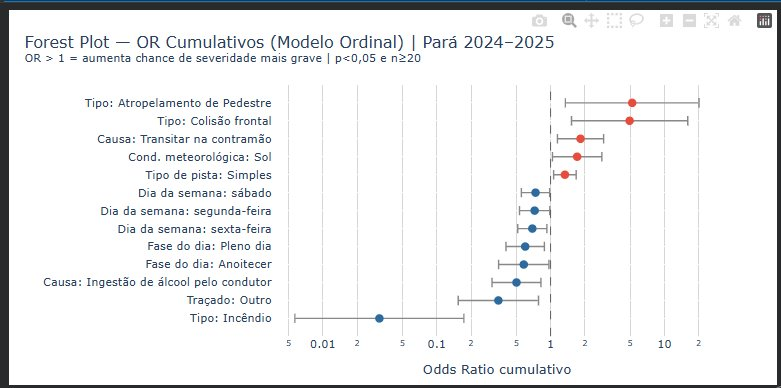 Forest Plot — OR Cumulativos (Modelo Ordinal) | Pará 2024–2025
OR > 1 = aumenta chance de severidade mais grave | p<0,05 e n≥20
Tipo: Atropelamento de Pedestre
Tipo: Colisão frontal
Causa: Transitar na contramão
Cond. meteorológica: Sol
Tipo de pista: Simples
Dia da semana: sábado
Dia da semana: segunda-feira
Dia da semana: sexta-feira
Fase do dia: Pleno dia
Fase do dia: Anoitecer
Causa: Ingestão de álcool pelo condutor
Traçado: Outro
Tipo: Incêndio
5 0.01 2 5 0.1 2 5 1 2 5 10 2
Odds Ratio cumulativo